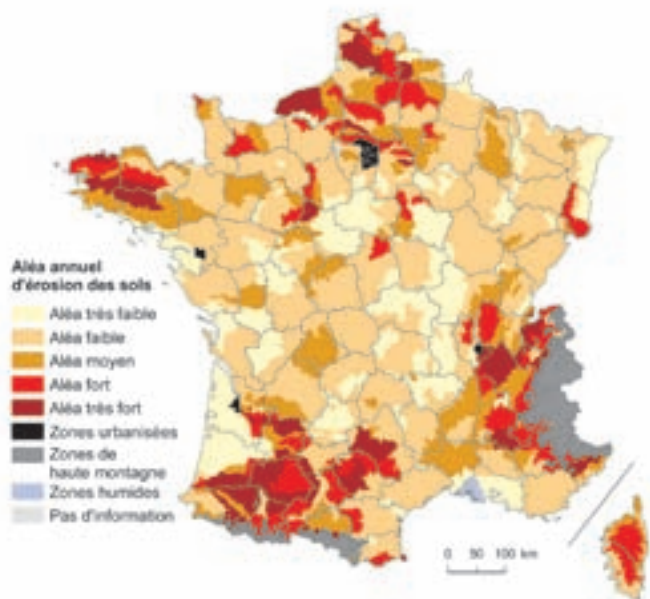 Aléa annuel
d'érosion des sols
Aléa très faible
Aléa faible
Aléa moyen
Aléa fort
Aléa très fort
Zones urbanisées
Zones de
haute montagne
Zones humides
Pas d'information
0 50 100 km